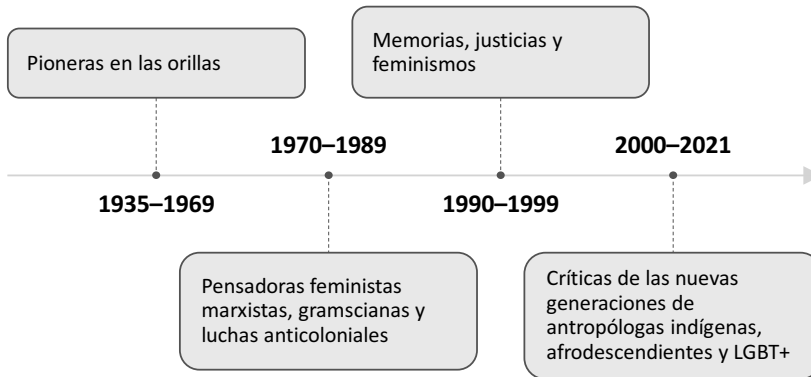 Pioneras en las orillas
Memorias, justicias y
feminismos
1970–1989
2000–2021
1935–1969
1990–1999
Pensadoras feministas
marxistas, gramscianas y
luchas anticoloniales
Críticas de las nuevas
generaciones de
antropólogas indígenas,
afrodescendientes y LGBT+